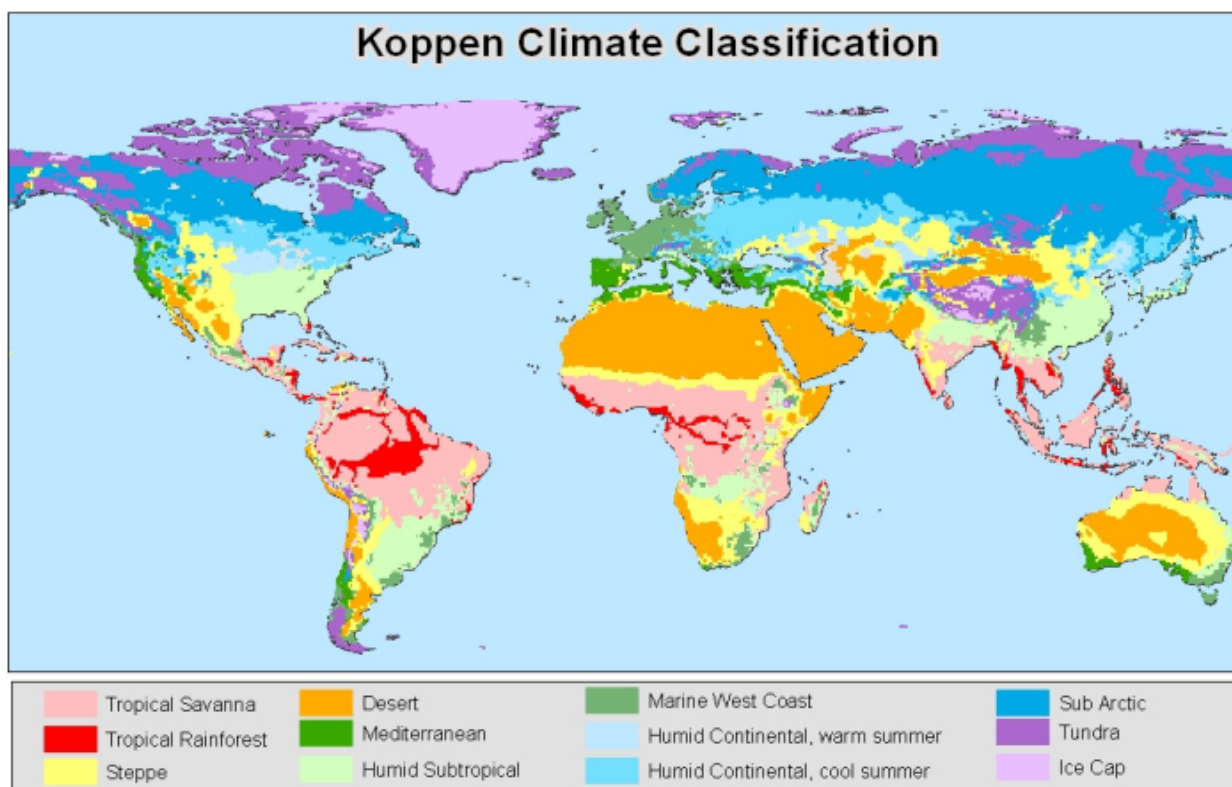 Koppen Climate Classification
Tropical Savanna
Tropical Rainforest
Steppe
Desert
Mediterranean
Humid Subtropical
Marine West Coast
Humid Continental, warm summer
Humid Continental, cool summer
Sub Arctic
Tundra
Ice Cap